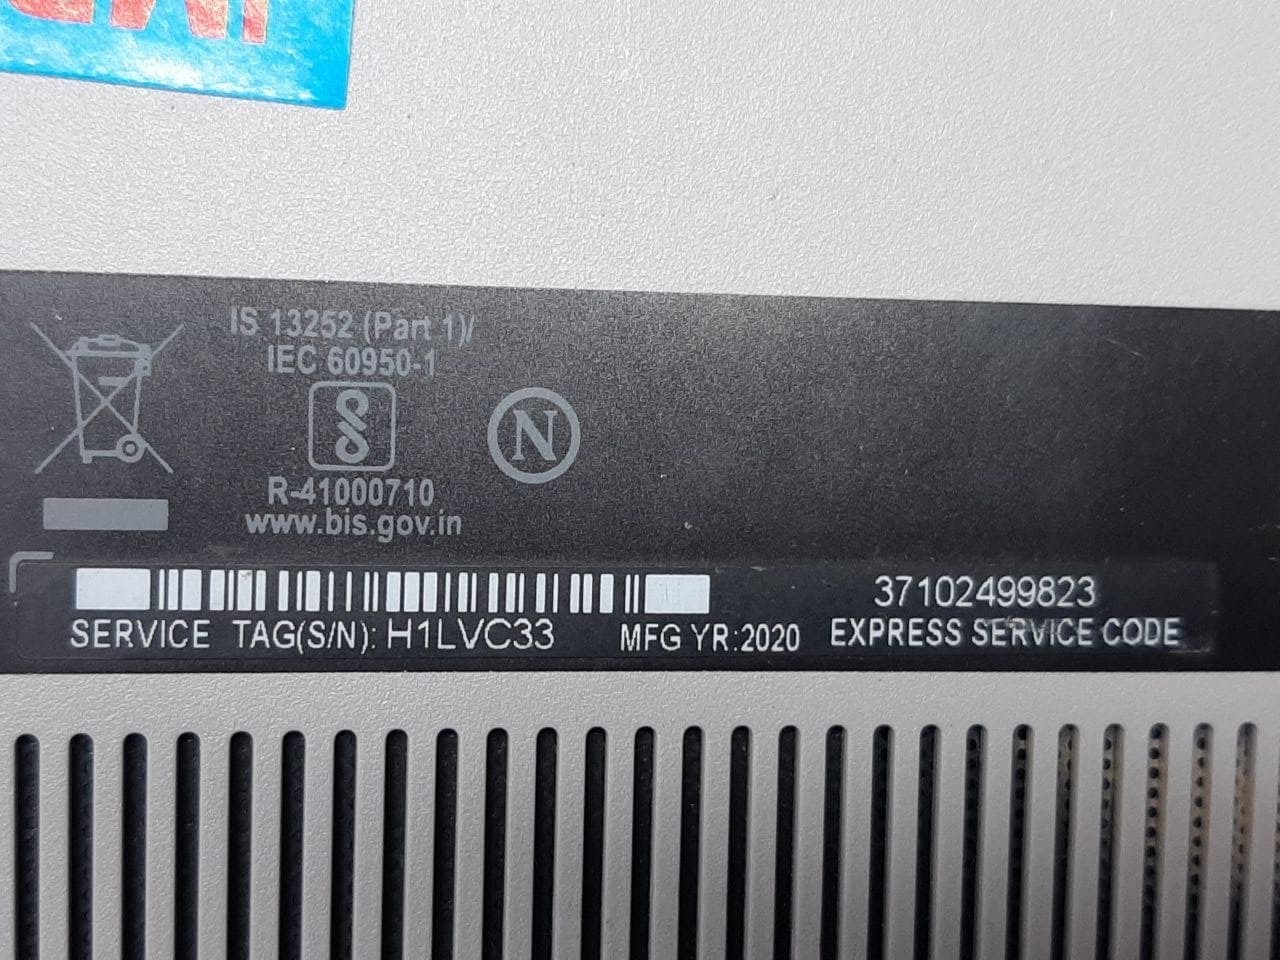 IS 13252 (Part 1)/
IEC 60950-1
N
R-41000710
www.bis.gov.in
37102499823
SERVICE TAG(S/N): H1LVC33 MFG YR:2020 EXPRESS SERVICE CODE